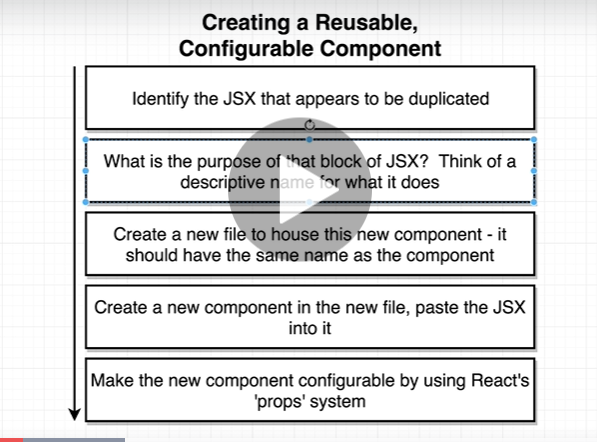 Creating a Reusable,
Configurable Component
Identify the JSX that appears to be duplicated
What is the purpose of that block of JSX?  Think of a
descriptive name for what it does
Create a new file to house this new component - it
should have the same name as the component
Create a new component in the new file, paste the JSX
into it
Make the new component configurable by using React's
'props' system